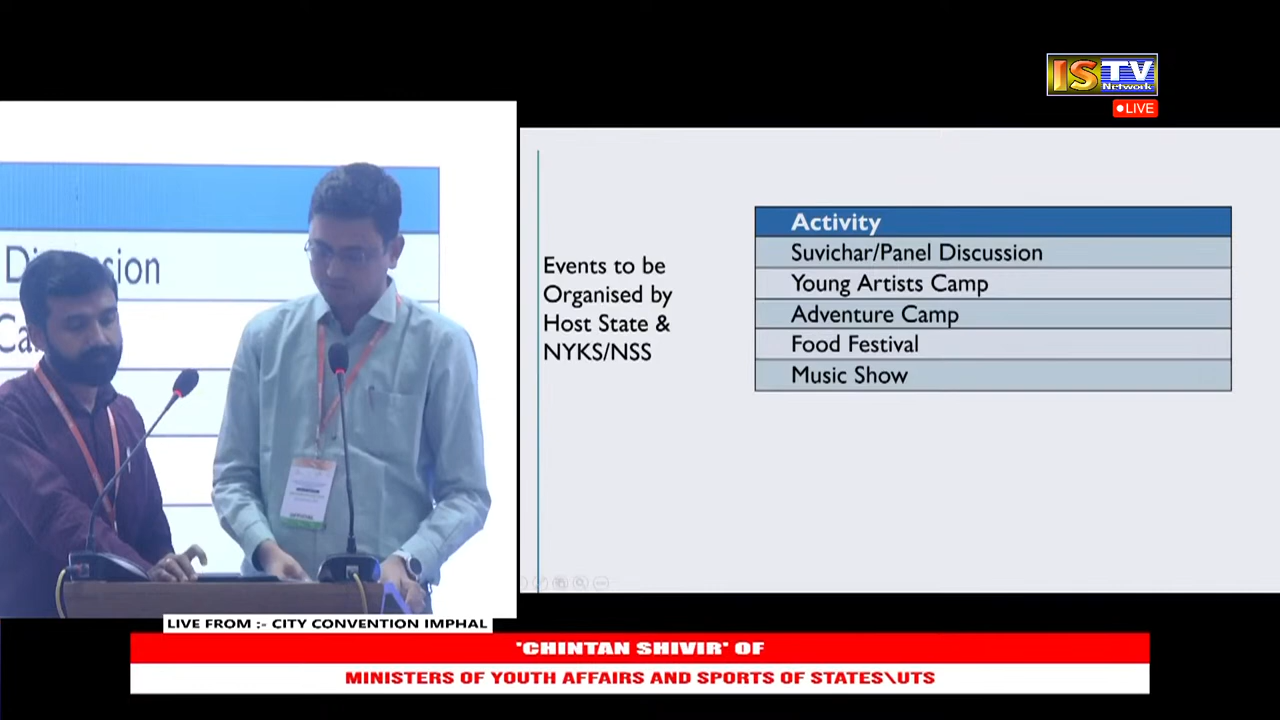 IS TV
Network
LIVE
Activity
Suvichar/Panel Discussion
Young Artists Camp
Adventure Camp
Food Festival
Music Show
Events to be
Organised by
Host State &
NYKS/NSS
LIVE FROM :- CITY CONVENTION IMPHAL
'CHINTAN SHIVIR' OF
MINISTERS OF YOUTH AFFAIRS AND SPORTS OF STATES\UTS